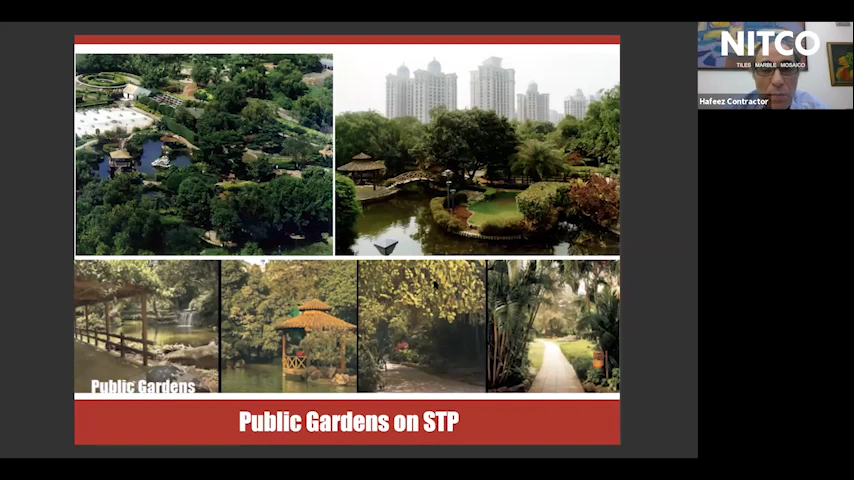 NITCO
TILES MARBLE MOSAICO
Hafeez Contractor
Public Gardens
Public Gardens on STP